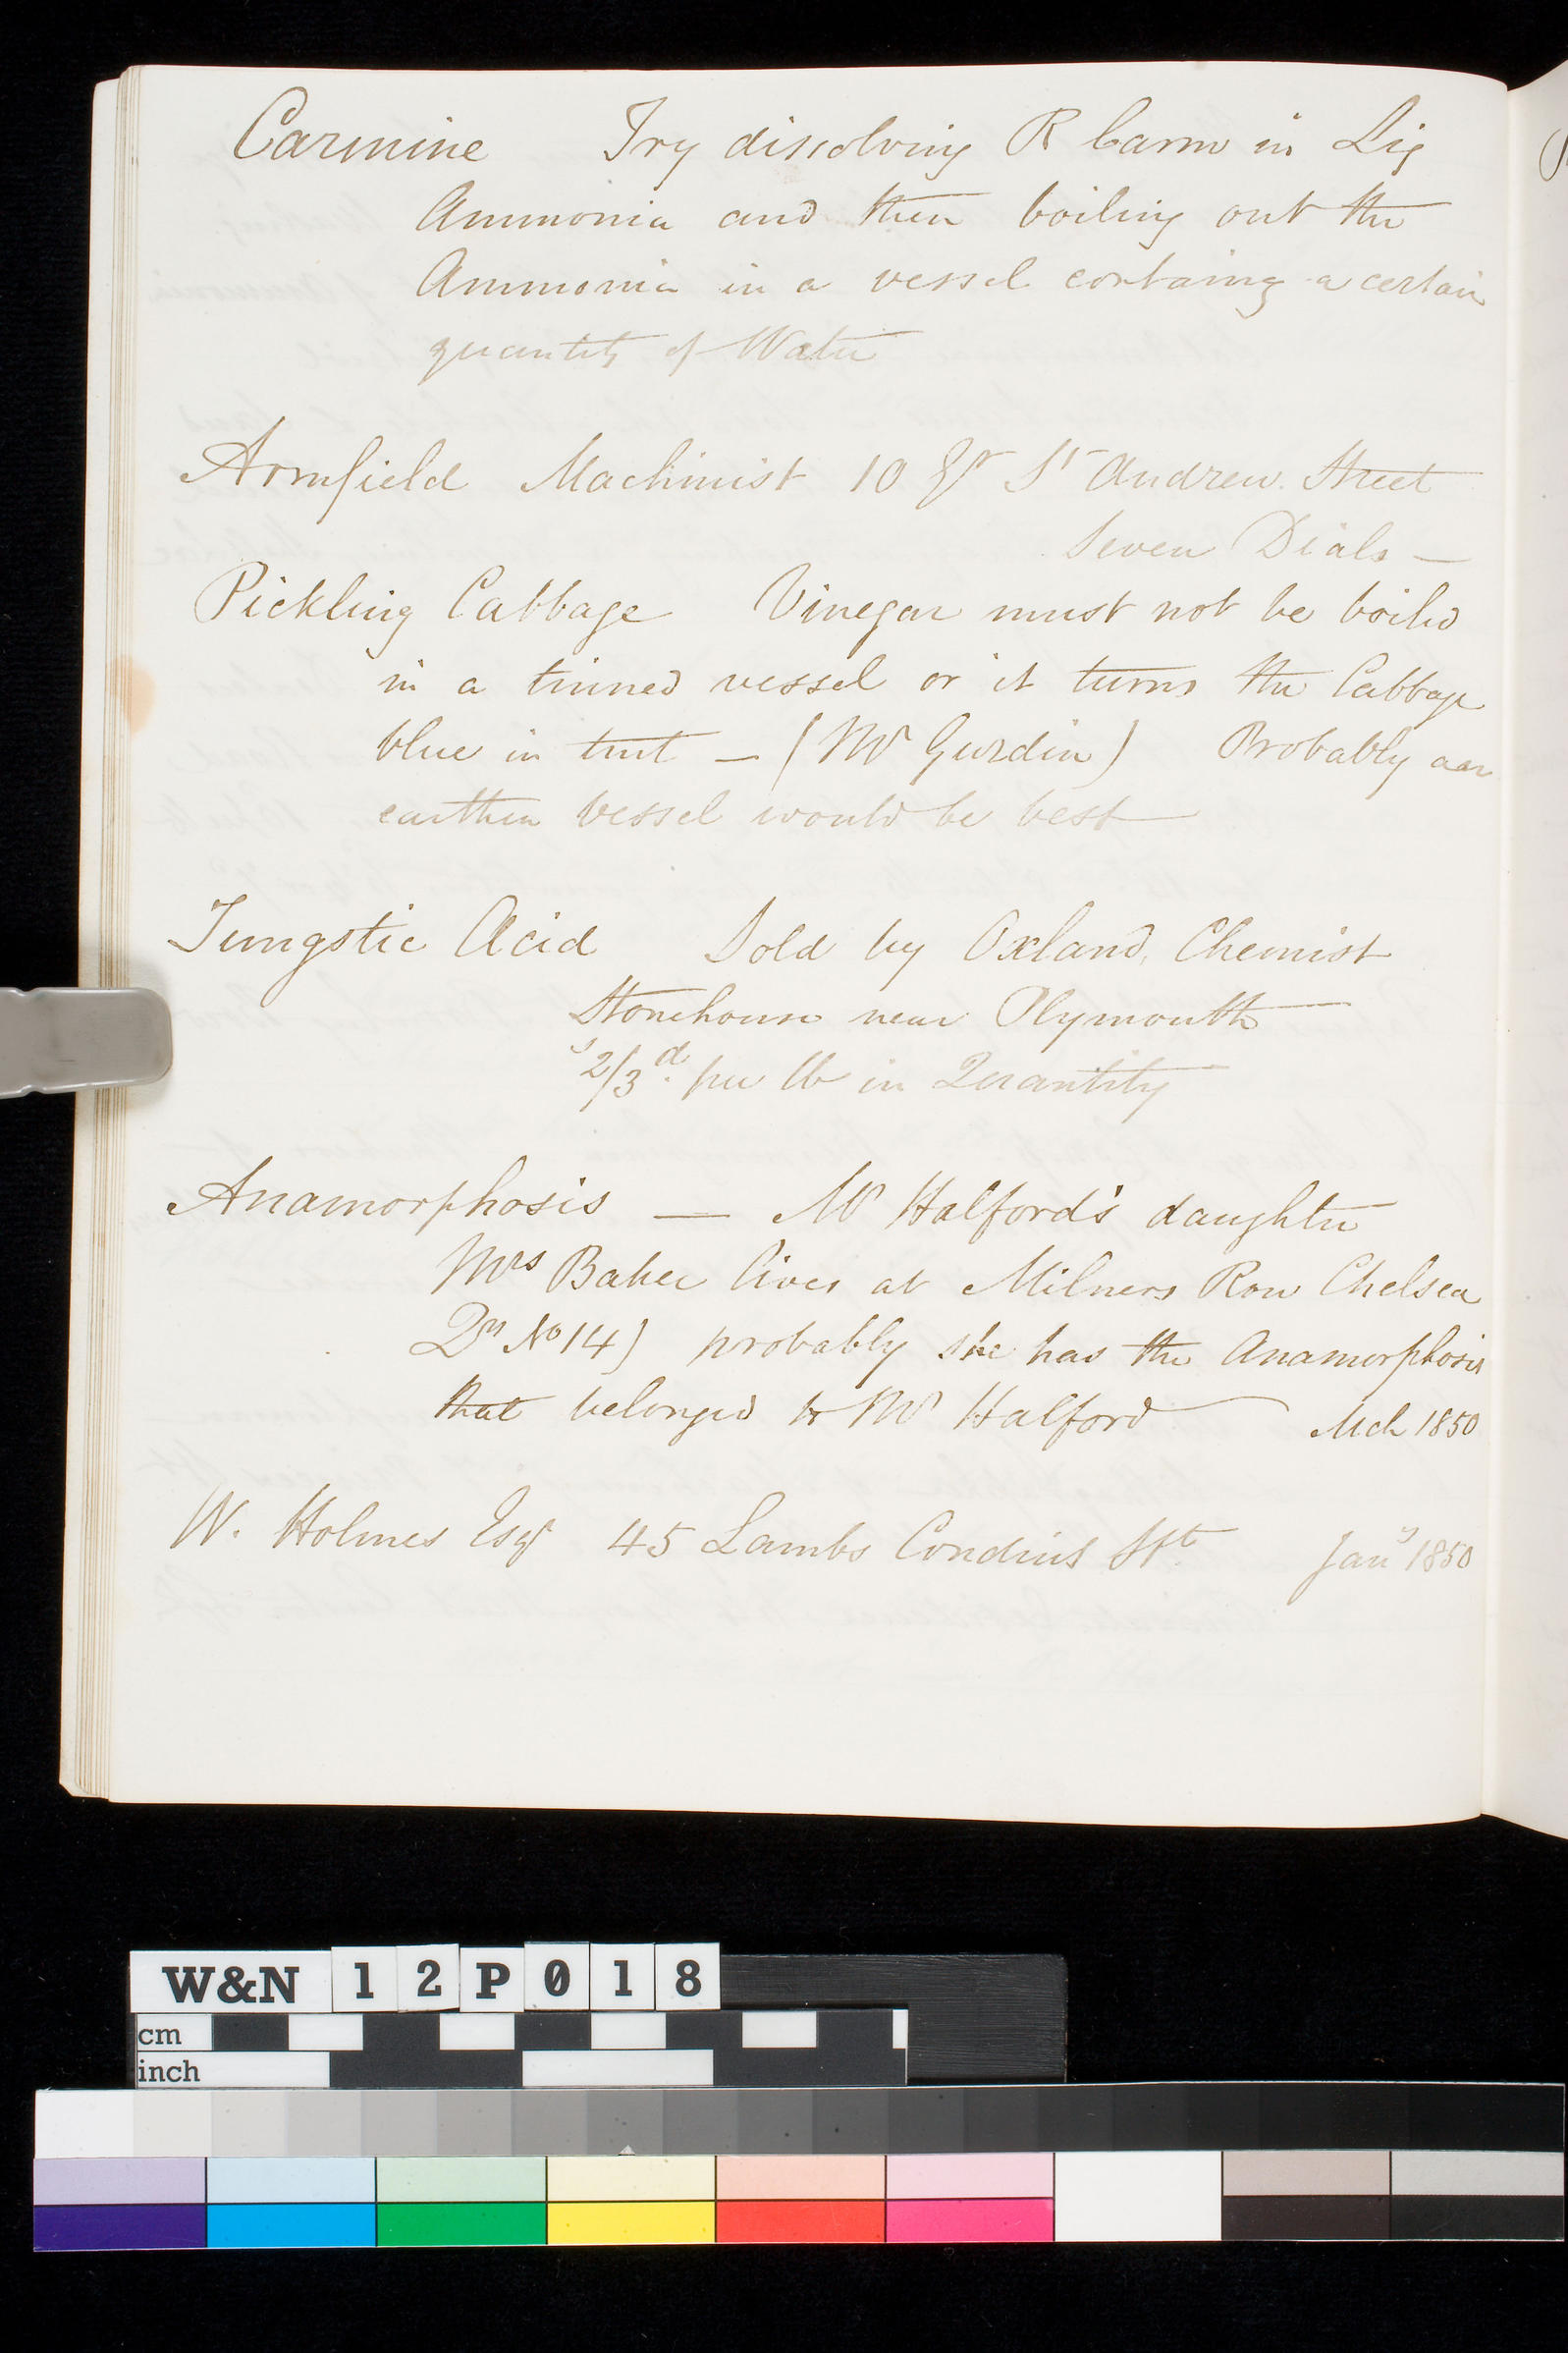 Carmine Try dissolving R Carm in Liq
Ammonia and then boiling out the
Ammonia in a vessel containg a certain
quantity of Water
Armfield Machinist 10 Gt St Andrew Street
Seven Dials —
Pickling Cabbage Vinegar must not be boild
in a tinned vessel or it turns the Cabbage
blue in tint — (Mr Gurdin) Probably an
earthen vessel would be best
Tungstic Acid Sold by Oxland, Chemist
Stonehouse near Plymouth
s2/3d. per lb in Quantity
Anamorphosis — Mr Halford's daughter
Mrs Baker lives at Milners Row Chelsea
Qy No 14) probably she has the Anamorphosis
that belonged to Mr Halford Mch 1850
W. Holmes Esqr 45 Lambs Conduit Stt Jany 1850
W&N 12P018
cm
inch